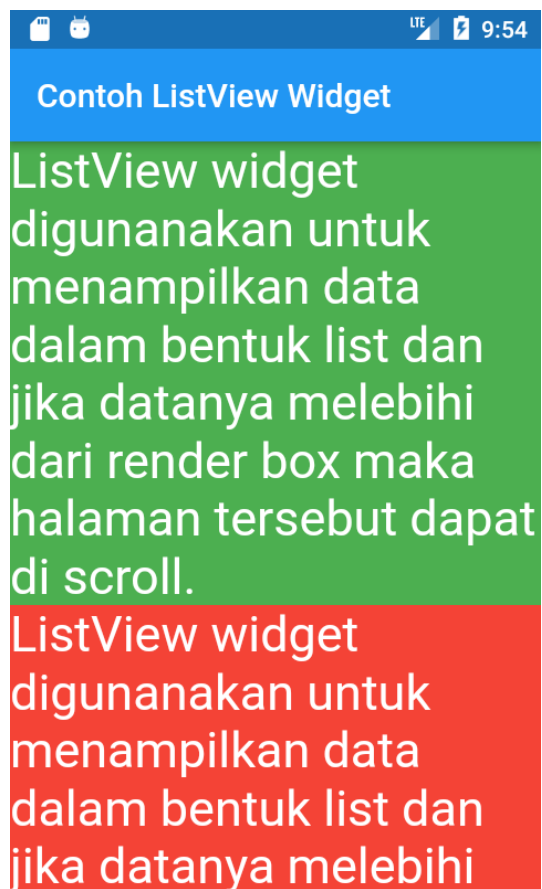 LTE 9:54
Contoh ListView Widget
ListView widget
digunanakan untuk
menampilkan data
dalam bentuk list dan
jika datanya melebihi
dari render box maka
halaman tersebut dapat
di scroll.
ListView widget
digunanakan untuk
menampilkan data
dalam bentuk list dan
jika datanya melebihi